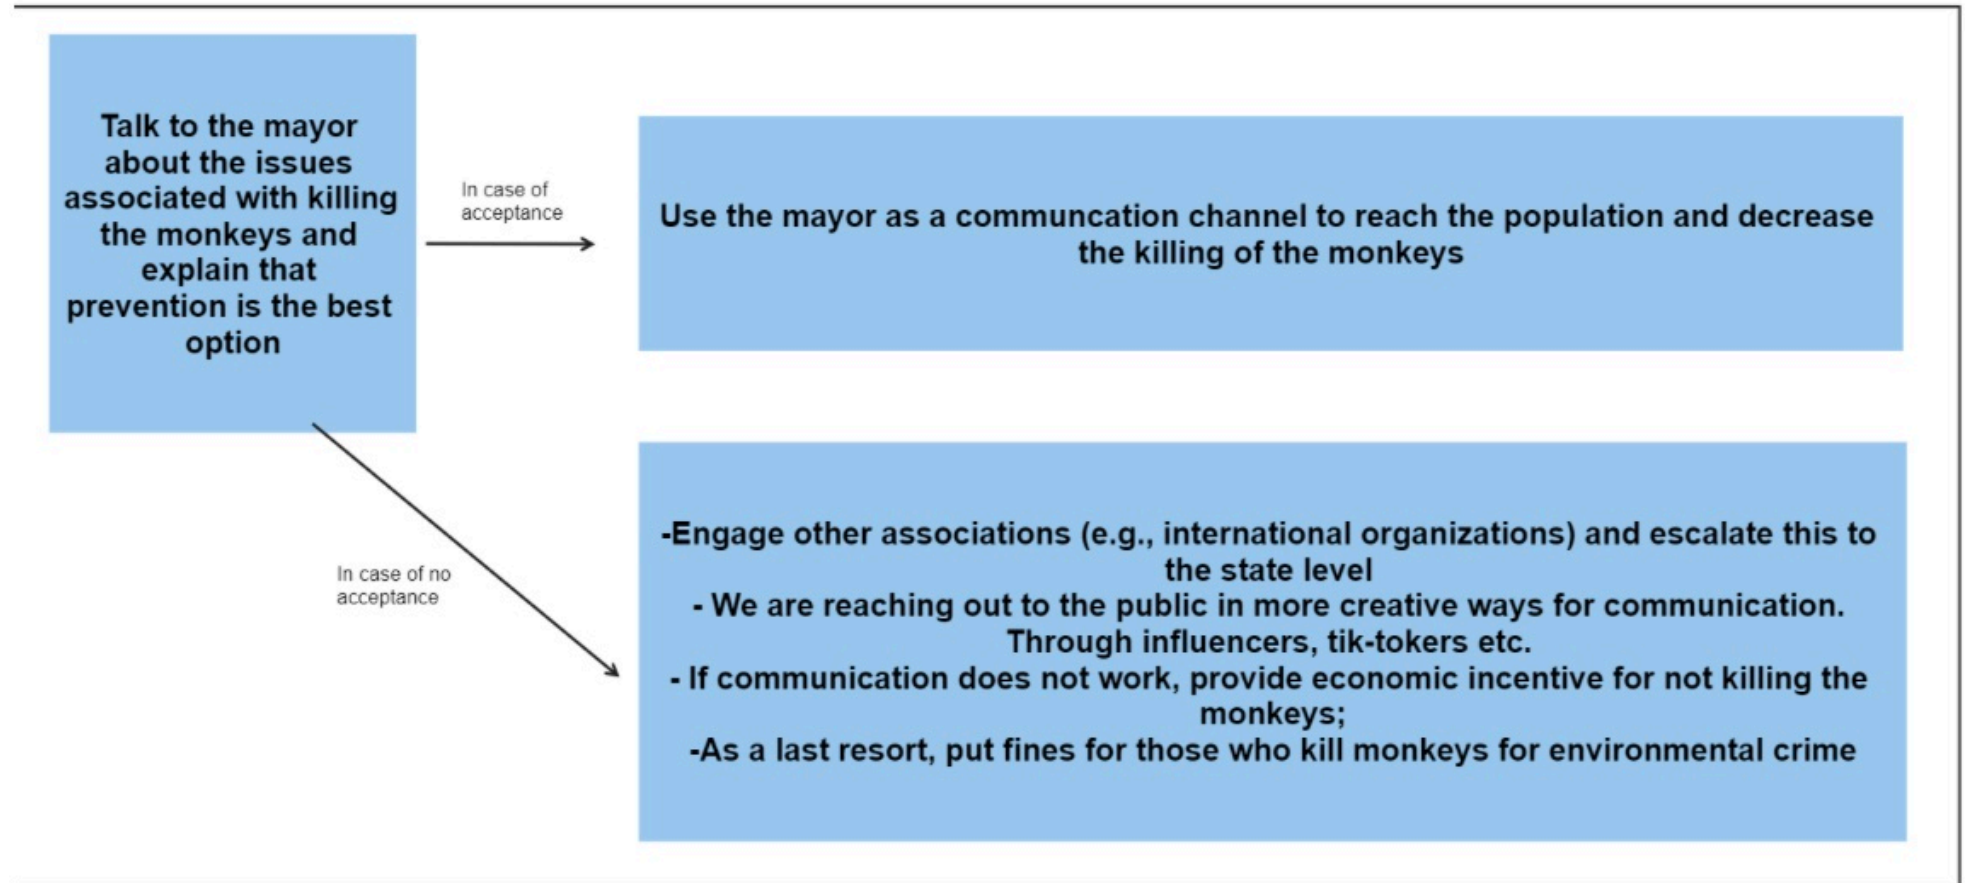 Talk to the mayor
about the issues
associated with killing
the monkeys and
explain that
prevention is the best
option
In case of
acceptance
Use the mayor as a communcation channel to reach the population and decrease
the killing of the monkeys
In case of no
acceptance
-Engage other associations (e.g., international organizations) and escalate this to
the state level
- We are reaching out to the public in more creative ways for communication.
Through influencers, tik-tokers etc.
- If communication does not work, provide economic incentive for not killing the
monkeys;
-As a last resort, put fines for those who kill monkeys for environmental crime